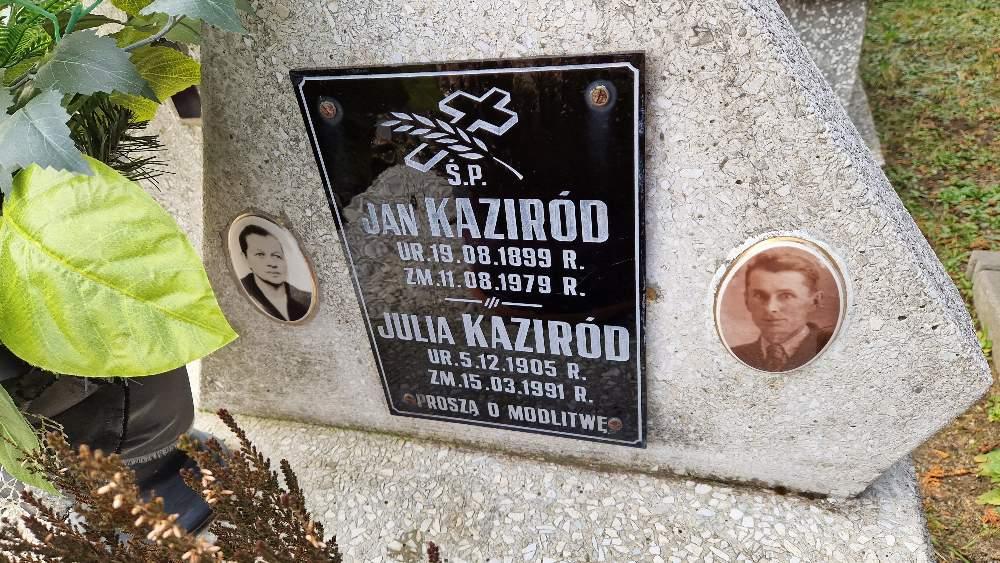 Ś.P.
JAN KAZIRÓD
UR.19.08.1899 R.
ZM.11.08.1979 R.
JULIA KAZIRÓD
UR.5.12.1905 R.
ZM.15.03.1991 R.
PROSZĄ O MODLITWĘ